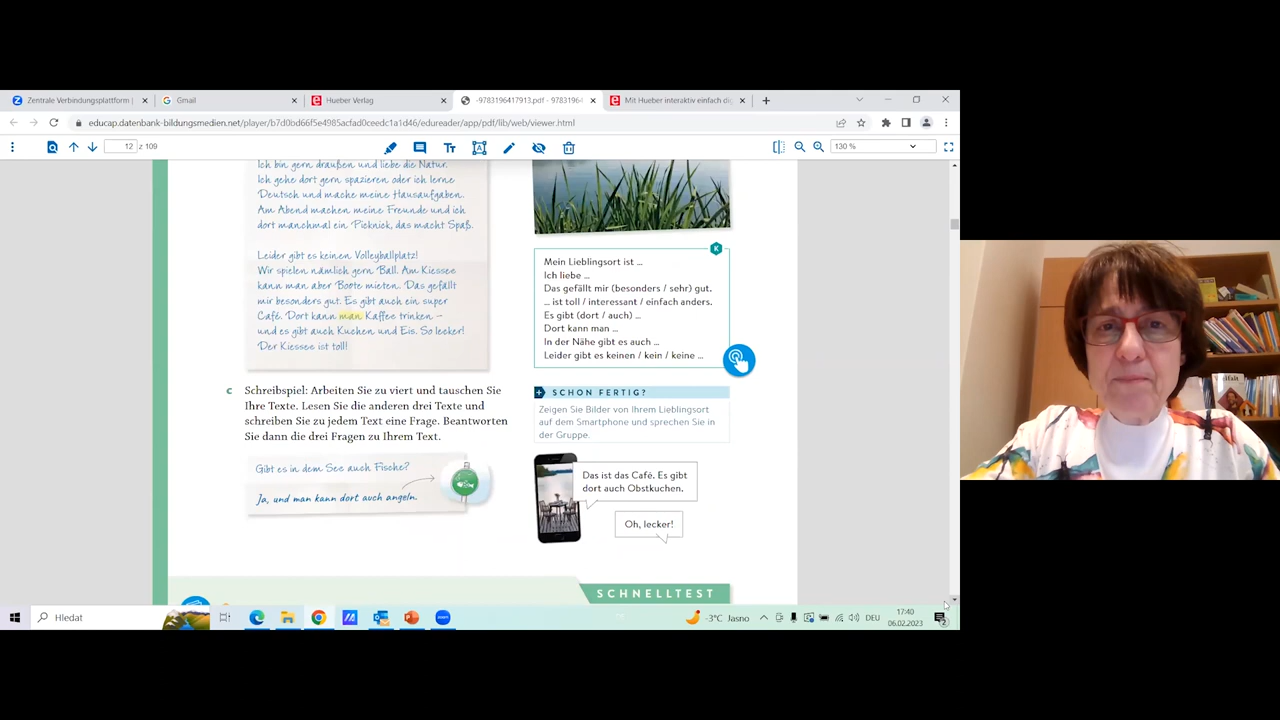 Zentrale Verbindungsplattform |
Gmail
Hueber Verlag
-9783196417913.pdf - 97831964
Mit Hueber interaktiv einfach dig
educap.datenbank-bildungsmedien.net/player/b7d0bd66f5e4985acfad0ceedc1a1d46/edureader/app/pdf/lib/web/viewer.html
12 z 109
130 %
Ich bin gern draußen und liebe die Natur.
Ich gehe dort gern spazieren oder ich lerne
Deutsch und mache meine Hausaufgaben.
Am Abend machen meine Freunde und ich
dort manchmal ein Picknick, das macht Spaß.
Leider gibt es keinen Volleyballplatz!
Wir spielen nämlich gern Ball. Am Kiessee
kann man aber Boote mieten. Das gefällt
mir besonders gut. Es gibt auch ein super
Café. Dort kann man Kaffee trinken –
und es gibt auch Kuchen und Eis. So lecker!
Der Kiessee ist toll!
K
Mein Lieblingsort ist ...
Ich liebe ...
Das gefällt mir (besonders / sehr) gut.
... ist toll / interessant / einfach anders.
Es gibt (dort / auch) ...
Dort kann man ...
In der Nähe gibt es auch ...
Leider gibt es keinen / kein / keine ...
c Schreibspiel: Arbeiten Sie zu viert und tauschen Sie
Ihre Texte. Lesen Sie die anderen drei Texte und
schreiben Sie zu jedem Text eine Frage. Beantworten
Sie dann die drei Fragen zu Ihrem Text.
Gibt es in dem See auch Fische?
Ja, und man kann dort auch angeln.
SCHON FERTIG?
Zeigen Sie Bilder von Ihrem Lieblingsort
auf dem Smartphone und sprechen Sie in
der Gruppe.
Das ist das Café. Es gibt
dort auch Obstkuchen.
Oh, lecker!
SCHNELLTEST
Hledat
-3°C Jasno
DEU
17:40
06.02.2023
2